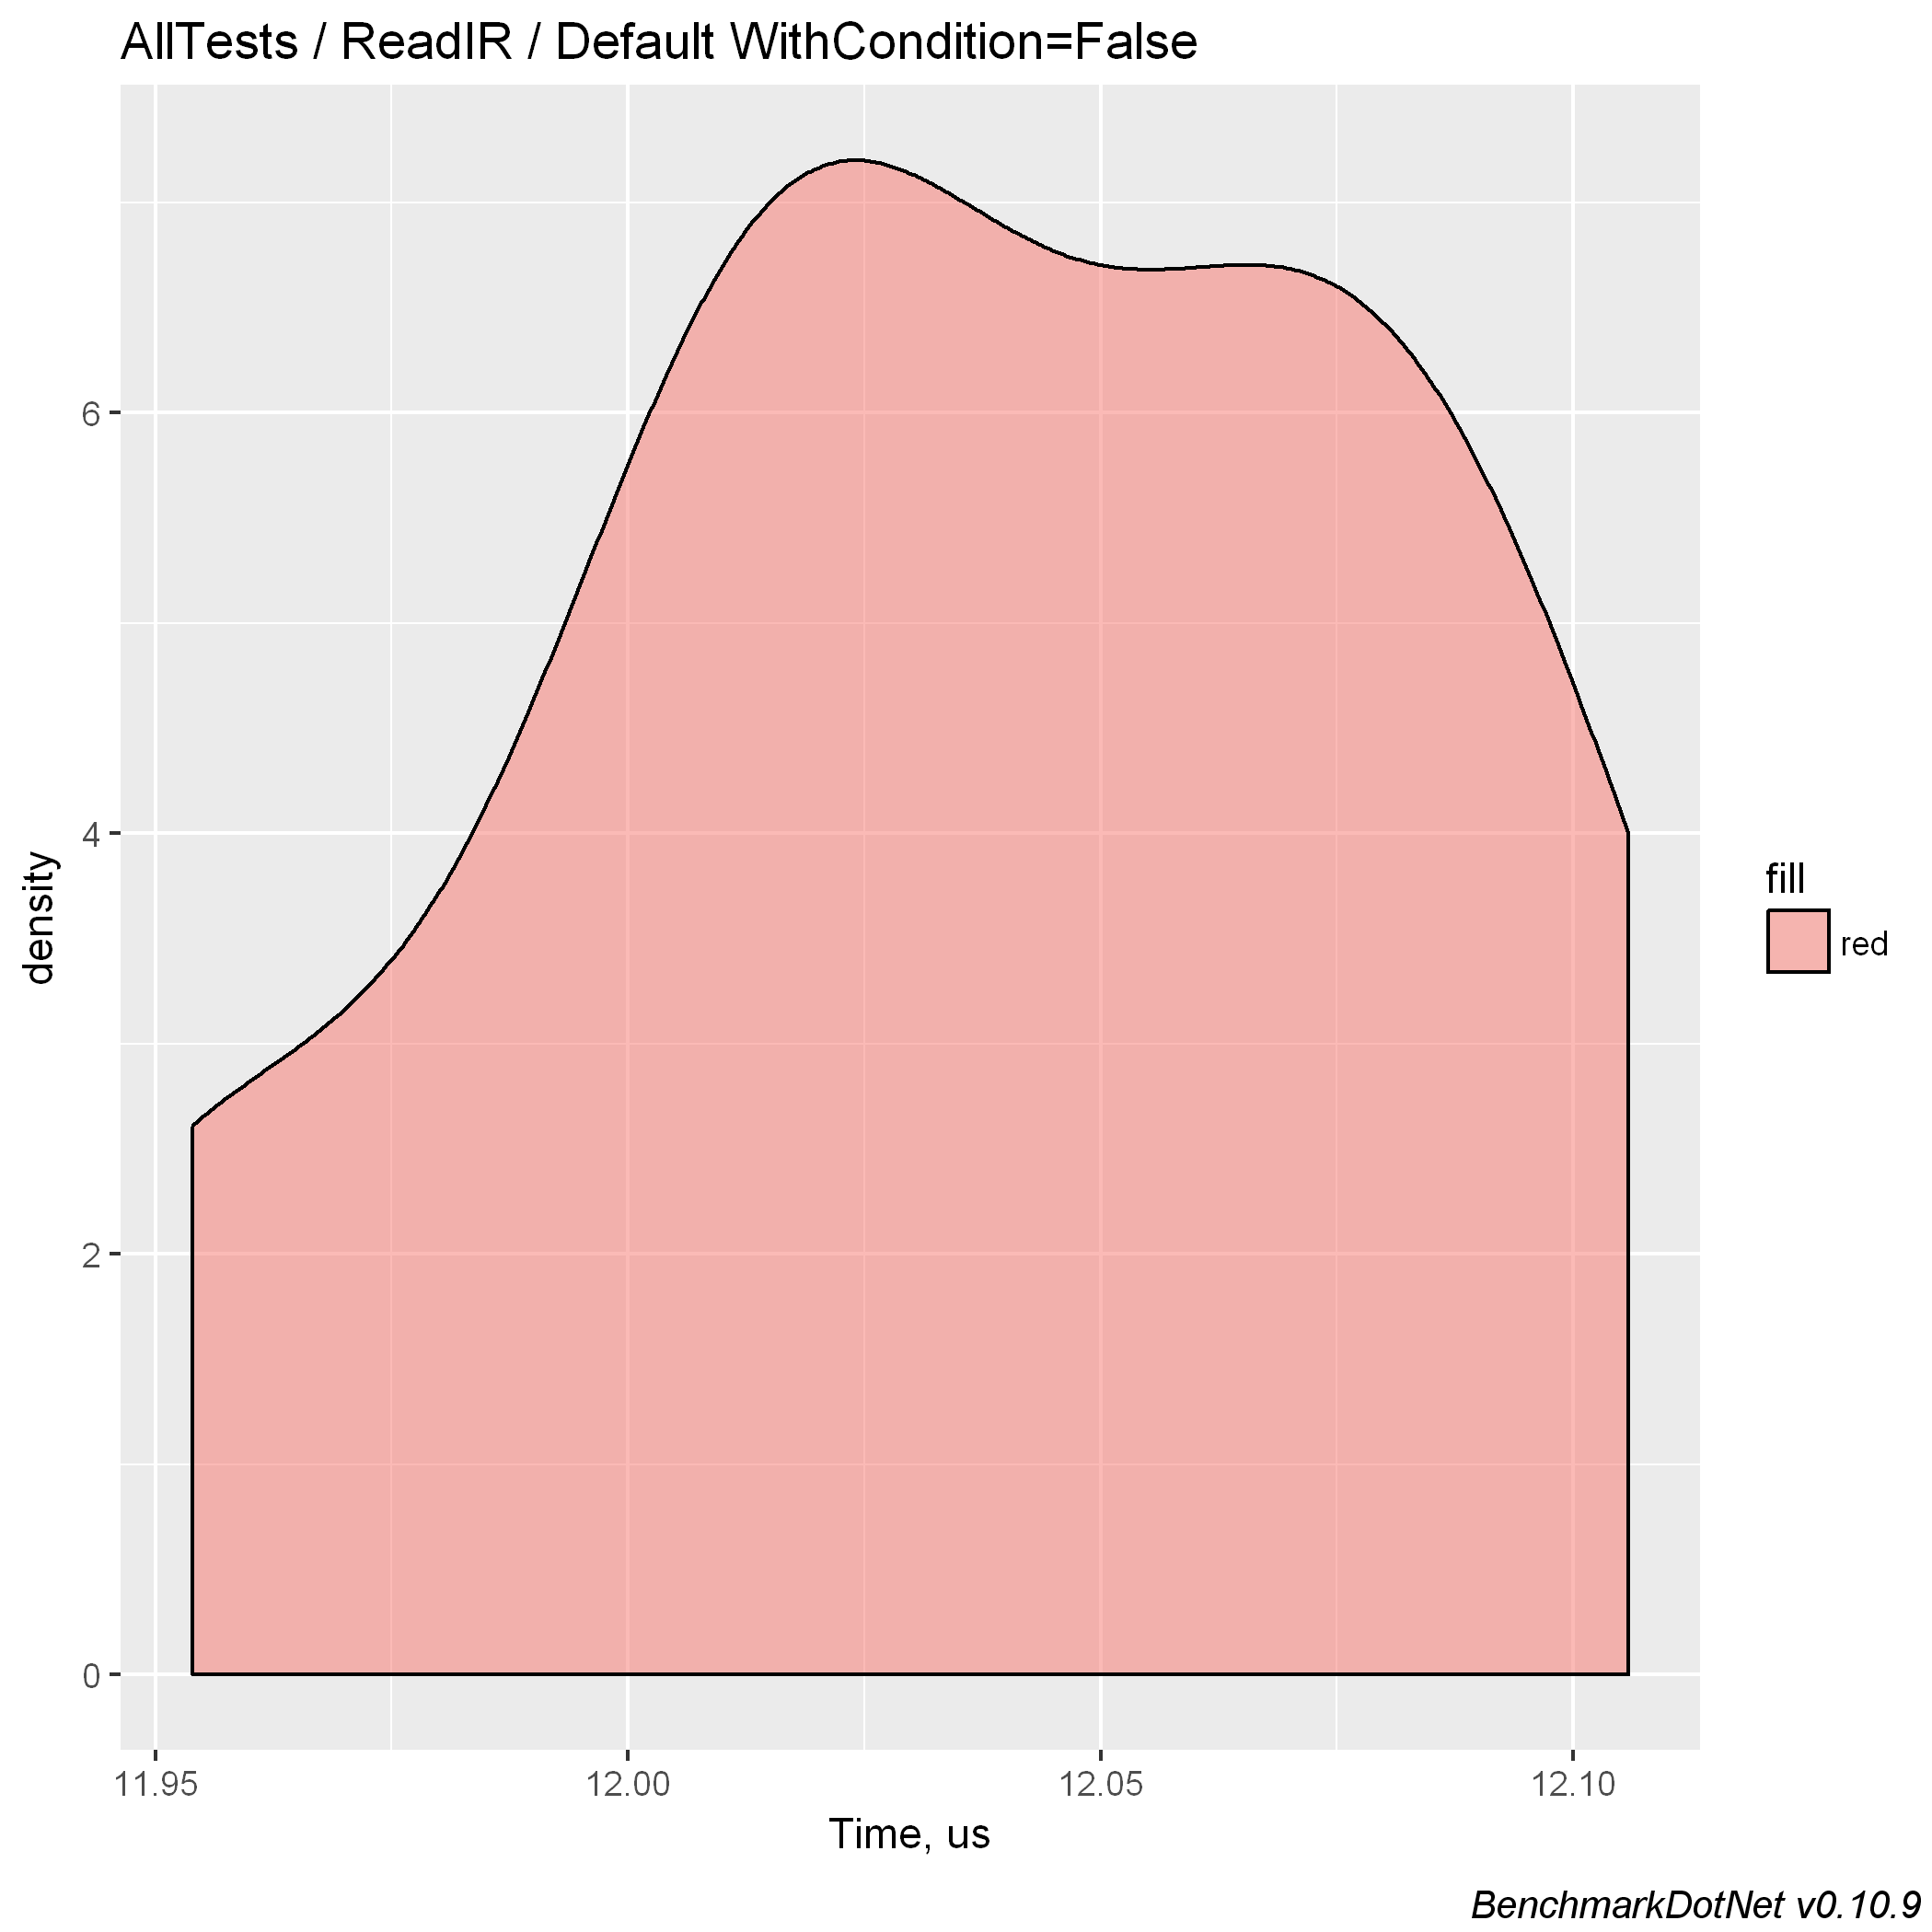 AllTests / ReadIR / Default WithCondition=False
density
6
4
2
0
11.95 12.00 12.05 12.10
Time, us
fill
red
BenchmarkDotNet v0.10.9